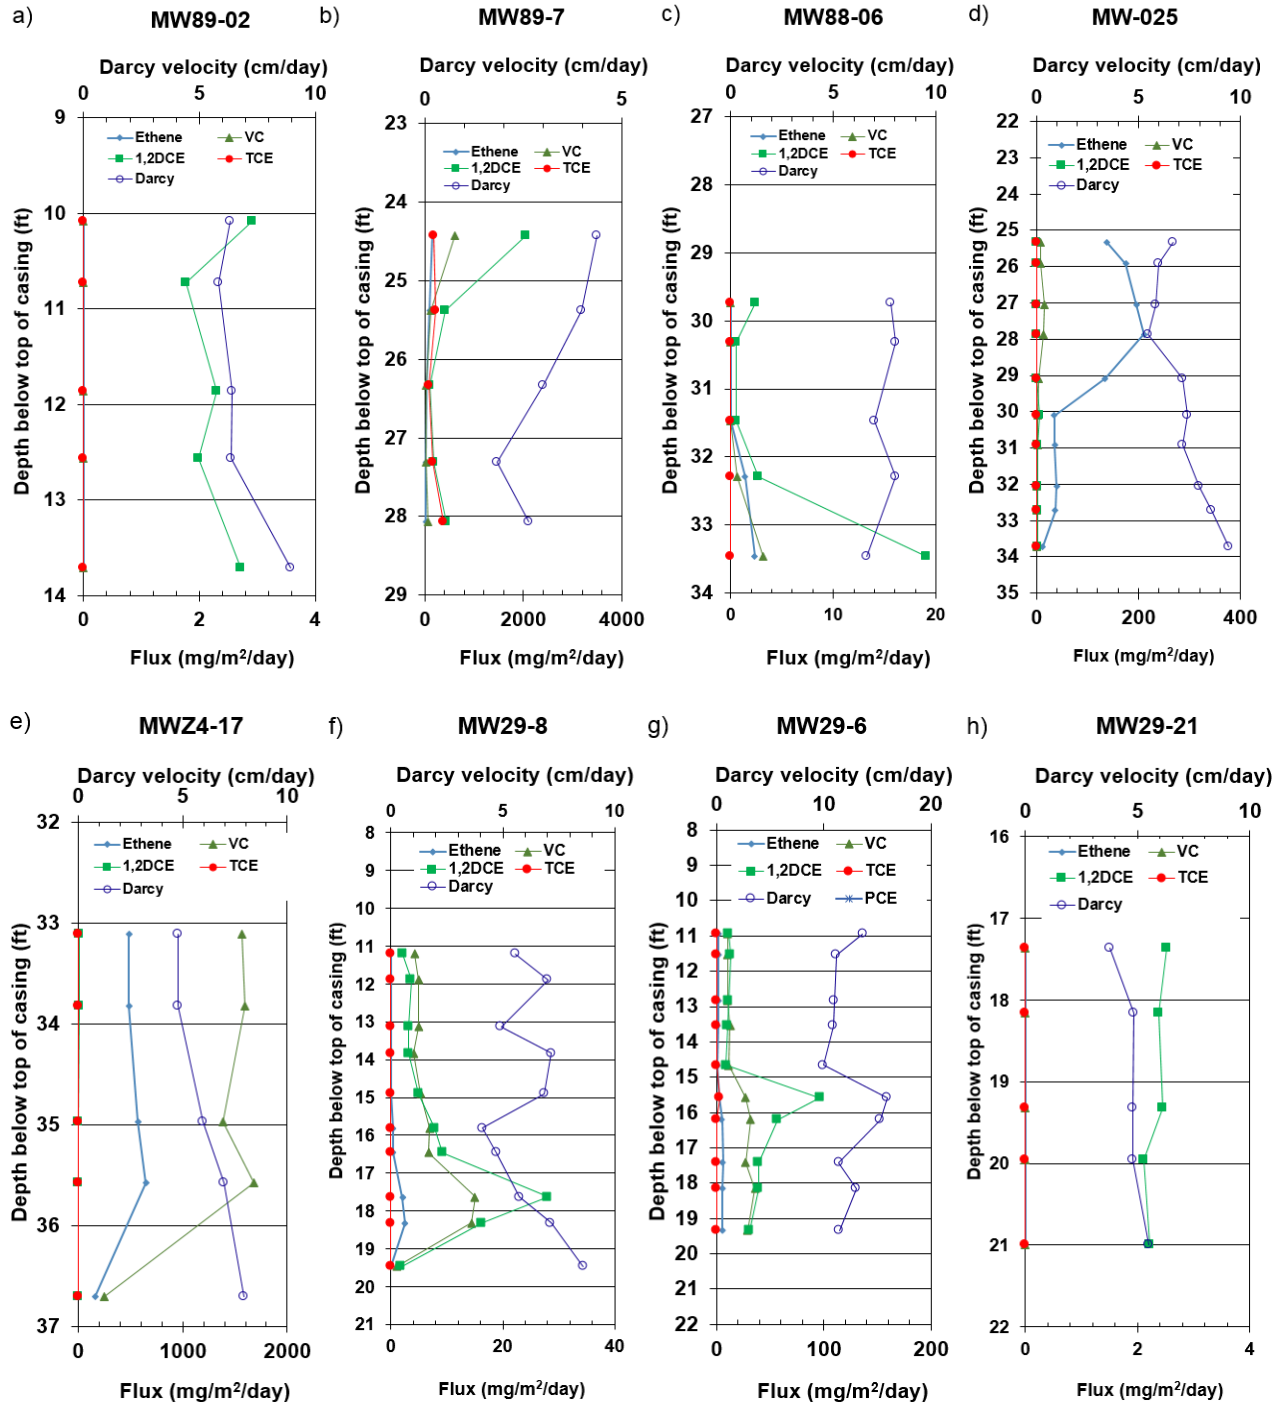 a)
MW89-02
Darcy velocity (cm/day)
0 5 10
Ethene VC
1,2DCE TCE
Darcy
Depth below top of casing (ft)
9
10
11
12
13
14
0 2 4
Flux (mg/m²/day)
b)
MW89-7
Darcy velocity (cm/day)
0 5
Ethene VC
1,2DCE TCE
Darcy
Depth below top of casing (ft)
23
24
25
26
27
28
29
0 2000 4000
Flux (mg/m²/day)
c)
MW88-06
Darcy velocity (cm/day)
0 5 10
Ethene VC
1,2DCE TCE
Darcy
Depth below top of casing (ft)
27
28
29
30
31
32
33
34
0 10 20
Flux (mg/m²/day)
d)
MW-025
Darcy velocity (cm/day)
0 5 10
Ethene VC
1,2DCE TCE
Darcy
Depth below top of casing (ft)
22
23
22
25
26
27
28
29
30
31
32
33
34
35
0 200 400
Flux (mg/m²/day)
e)
MWZ4-17
Darcy velocity (cm/day)
0 5 10
Ethene VC
1,2DCE TCE
Darcy
Depth below top of casing (ft)
32
33
34
35
36
37
0 1000 2000
Flux (mg/m²/day)
f)
MW29-8
Darcy velocity (cm/day)
0 5 10
Ethene VC
1,2DCE TCE
Darcy
Depth below top of casing (ft)
8
9
10
11
12
13
14
15
16
17
18
19
20
21
0 20 40
Flux (mg/m²/day)
g)
MW29-6
Darcy velocity (cm/day)
0 10 20
Ethene VC
1,2DCE TCE
Darcy PCE
Depth below top of casing (ft)
8
9
10
11
12
13
14
15
16
17
18
19
20
21
22
0 100 200
Flux (mg/m²/day)
h)
MW29-21
Darcy velocity (cm/day)
0 5 10
Ethene VC
1,2DCE TCE
Darcy
Depth below top of casing (ft)
16
17
18
19
20
21
22
0 2 4
Flux (mg/m²/day)